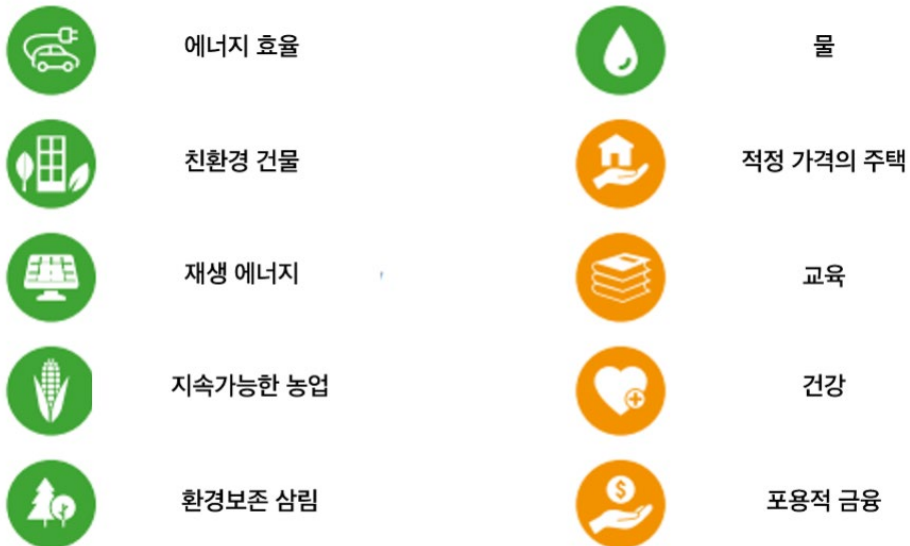 에너지 효율
물
친환경 건물
적정 가격의 주택
재생 에너지
교육
지속가능한 농업
건강
환경보존 삼림
포용적 금융